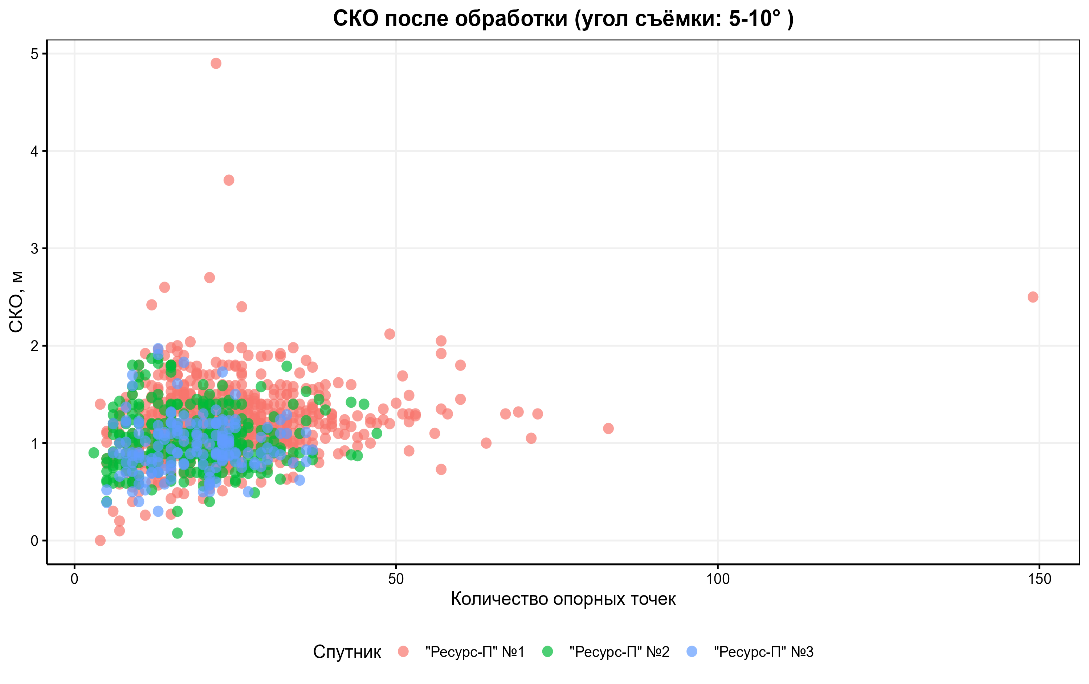 СКО после обработки (угол съёмки: 5-10° )
СКО, м
5
4
3
2
1
0
0 50 100 150
Количество опорных точек
Спутник "Ресурс-П" №1 "Ресурс-П" №2 "Ресурс-П" №3